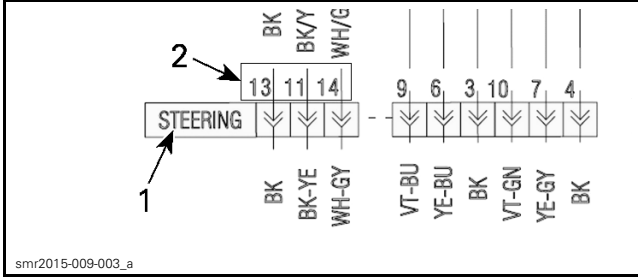 BK BK/Y WH/G
2
13 11 14 9 6 3 10 7 4
STEERING
1
BK BK-YE WH-GY VT-BU YE-BU BK VT-GN YE-GY BK
smr2015-009-003_a